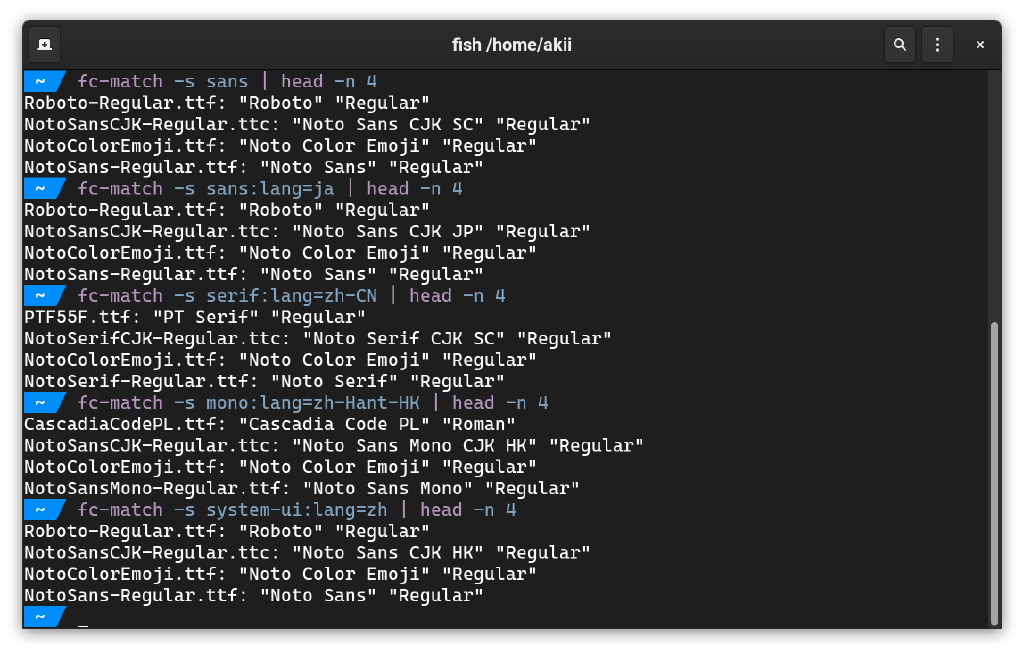 fish /home/akii
~ fc-match -s sans | head -n 4
Roboto-Regular.ttf: "Roboto" "Regular"
NotoSansCJK-Regular.ttc: "Noto Sans CJK SC" "Regular"
NotoColorEmoji.ttf: "Noto Color Emoji" "Regular"
NotoSans-Regular.ttf: "Noto Sans" "Regular"
~ fc-match -s sans:lang=ja | head -n 4
Roboto-Regular.ttf: "Roboto" "Regular"
NotoSansCJK-Regular.ttc: "Noto Sans CJK JP" "Regular"
NotoColorEmoji.ttf: "Noto Color Emoji" "Regular"
NotoSans-Regular.ttf: "Noto Sans" "Regular"
~ fc-match -s serif:lang=zh-CN | head -n 4
PTF55F.ttf: "PT Serif" "Regular"
NotoSerifCJK-Regular.ttc: "Noto Serif CJK SC" "Regular"
NotoColorEmoji.ttf: "Noto Color Emoji" "Regular"
NotoSerif-Regular.ttf: "Noto Serif" "Regular"
~ fc-match -s mono:lang=zh-Hant-HK | head -n 4
CascadiaCodePL.ttf: "Cascadia Code PL" "Roman"
NotoSansCJK-Regular.ttc: "Noto Sans Mono CJK HK" "Regular"
NotoColorEmoji.ttf: "Noto Color Emoji" "Regular"
NotoSansMono-Regular.ttf: "Noto Sans Mono" "Regular"
~ fc-match -s system-ui:lang=zh | head -n 4
Roboto-Regular.ttf: "Roboto" "Regular"
NotoSansCJK-Regular.ttc: "Noto Sans CJK HK" "Regular"
NotoColorEmoji.ttf: "Noto Color Emoji" "Regular"
NotoSans-Regular.ttf: "Noto Sans" "Regular"
~ _